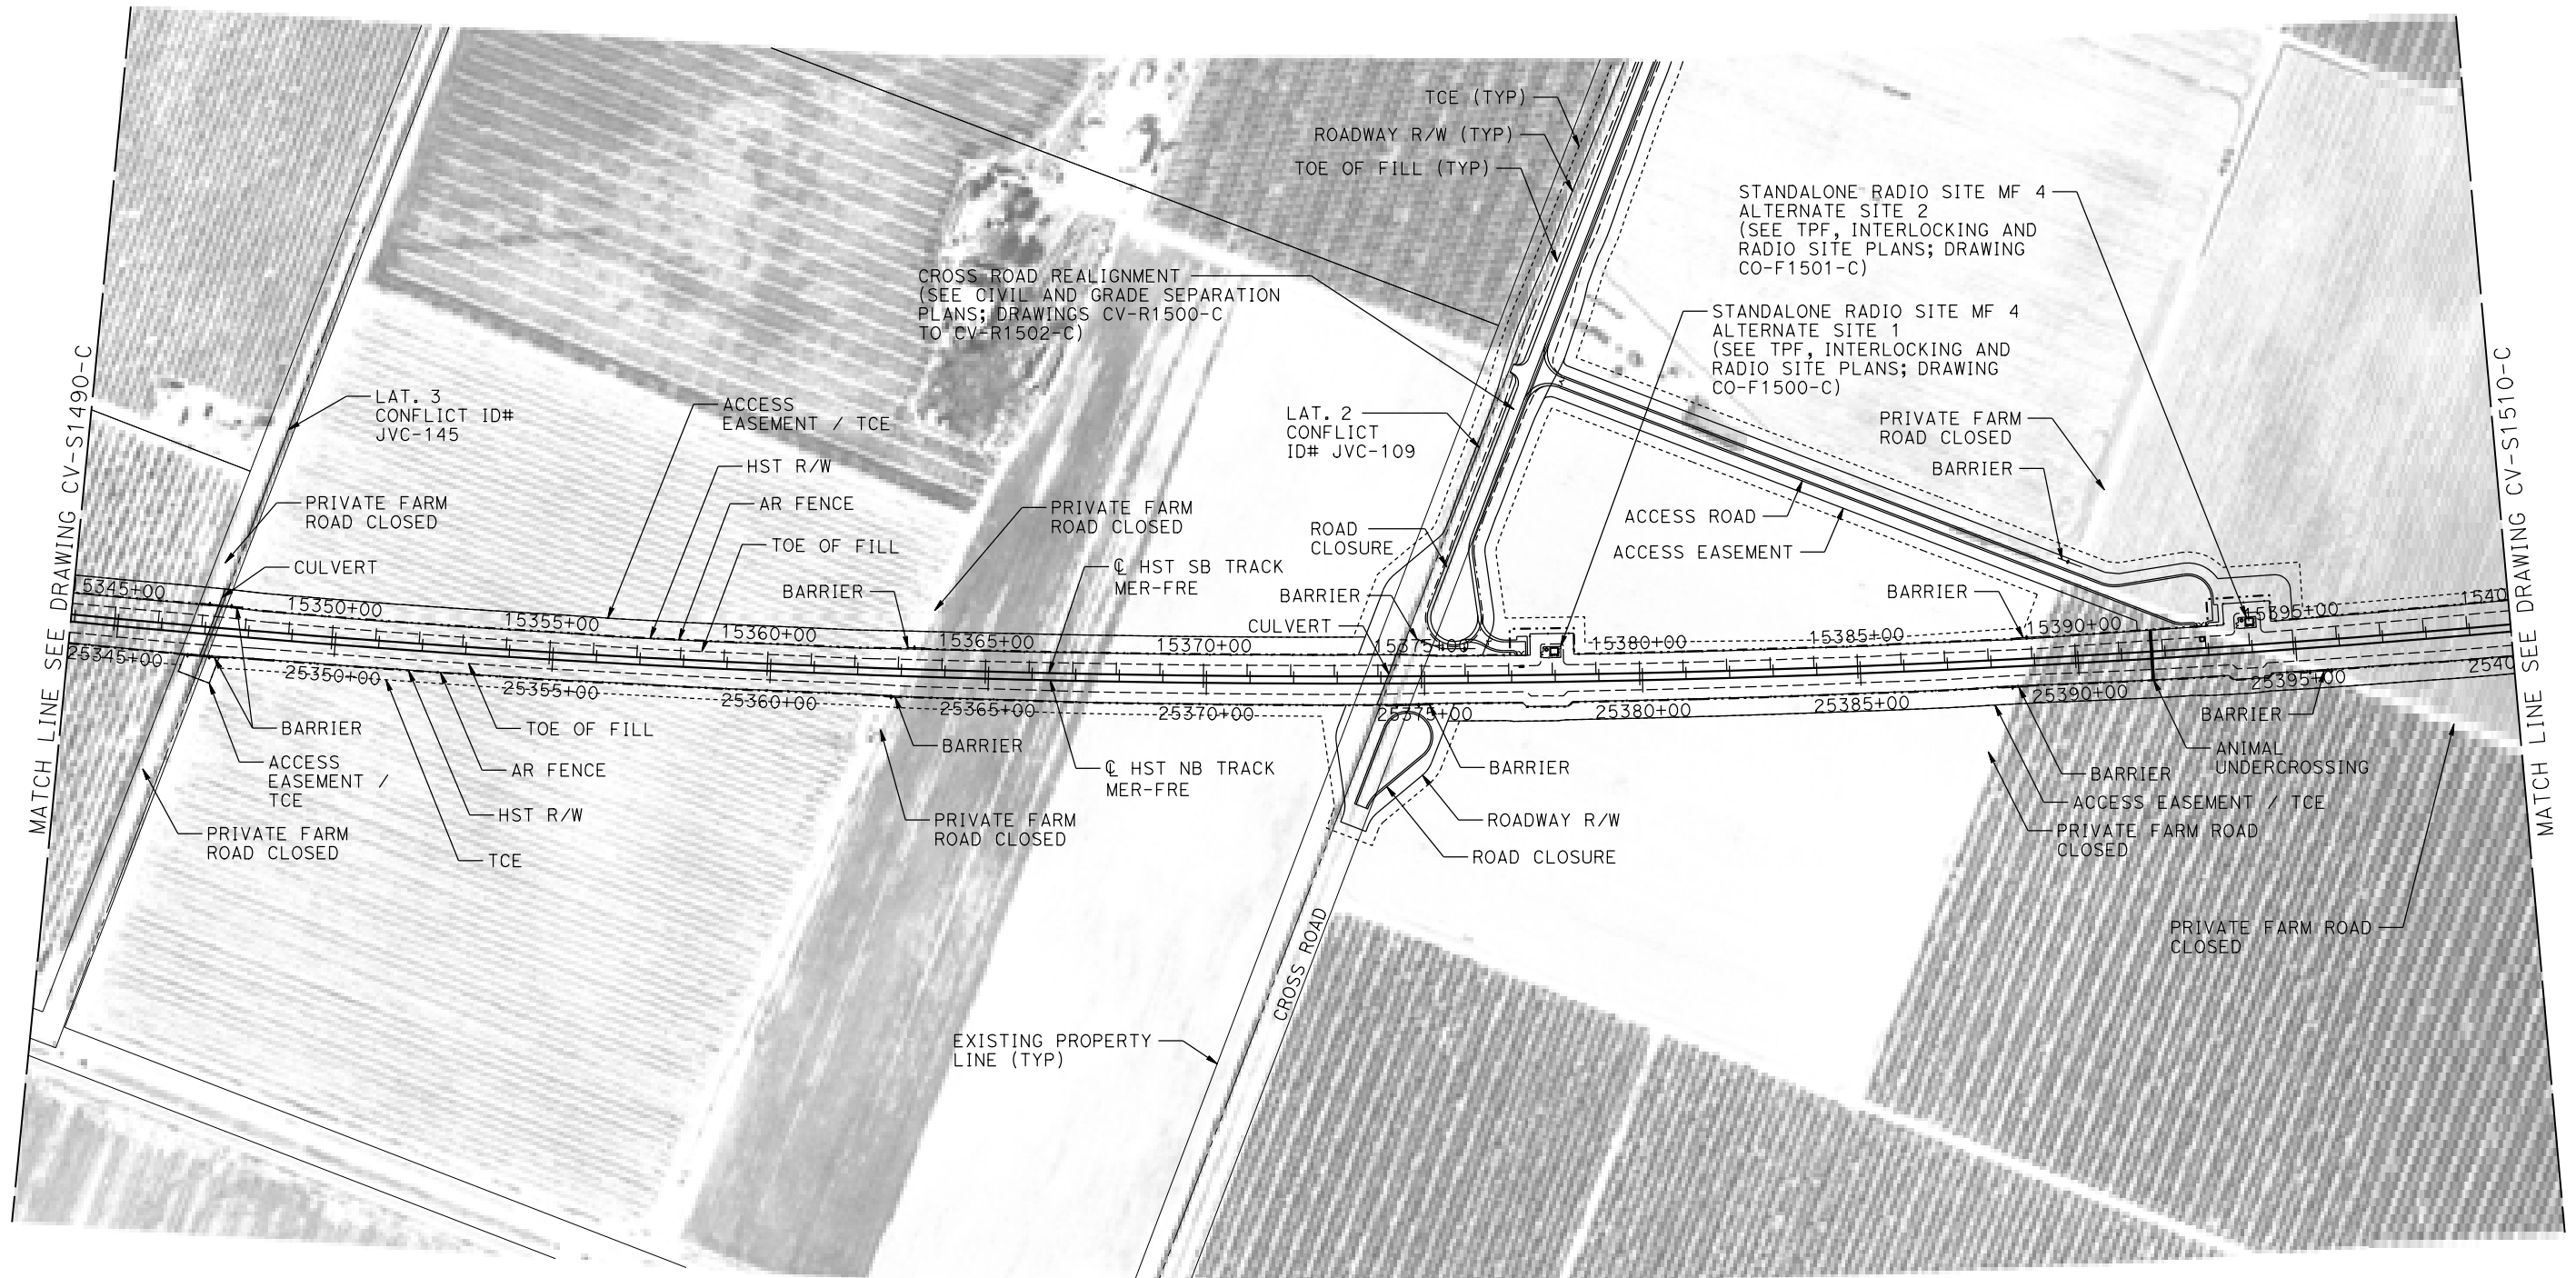 TCE (TYP)
ROADWAY R/W (TYP)
TOE OF FILL (TYP)
STANDALONE RADIO SITE MF 4
ALTERNATE SITE 2
(SEE TPF, INTERLOCKING AND
RADIO SITE PLANS; DRAWING
CO-F1501-C)
CROSS ROAD REALIGNMENT
(SEE CIVIL AND GRADE SEPARATION
PLANS; DRAWINGS CV-R1500-C
TO CV-R1502-C)
STANDALONE RADIO SITE MF 4
ALTERNATE SITE 1
(SEE TPF, INTERLOCKING AND
RADIO SITE PLANS; DRAWING
CO-F1500-C)
MATCH LINE SEE DRAWING CV-S1490-C
LAT. 3
CONFLICT ID#
JVC-145
ACCESS
EASEMENT / TCE
LAT. 2
CONFLICT
ID# JVC-109
PRIVATE FARM
ROAD CLOSED
BARRIER
MATCH LINE SEE DRAWING CV-S1510-C
HST R/W
AR FENCE
TOE OF FILL
PRIVATE FARM
ROAD CLOSED
CULVERT
PRIVATE FARM
ROAD CLOSED
ROAD
CLOSURE
ACCESS ROAD
ACCESS EASEMENT
℄ HST SB TRACK
MER-FRE
BARRIER
BARRIER
CULVERT
BARRIER
5345+00
15350+00
15355+00
15360+00
15365+00
15370+00
15375+00
15380+00
15385+00
15390+00
15395+00
1540
25345+00
25350+00
25355+00
25360+00
25365+00
25370+00
25375+00
25380+00
25385+00
25390+00
25395+00
2540
BARRIER
ACCESS
EASEMENT /
TCE
TOE OF FILL
AR FENCE
HST R/W
TCE
PRIVATE FARM
ROAD CLOSED
BARRIER
PRIVATE FARM
ROAD CLOSED
℄ HST NB TRACK
MER-FRE
BARRIER
ROADWAY R/W
ROAD CLOSURE
BARRIER
ANIMAL
UNDERCROSSING
BARRIER
ACCESS EASEMENT / TCE
PRIVATE FARM ROAD
CLOSED
PRIVATE FARM ROAD
CLOSED
CROSS ROAD
EXISTING PROPERTY
LINE (TYP)